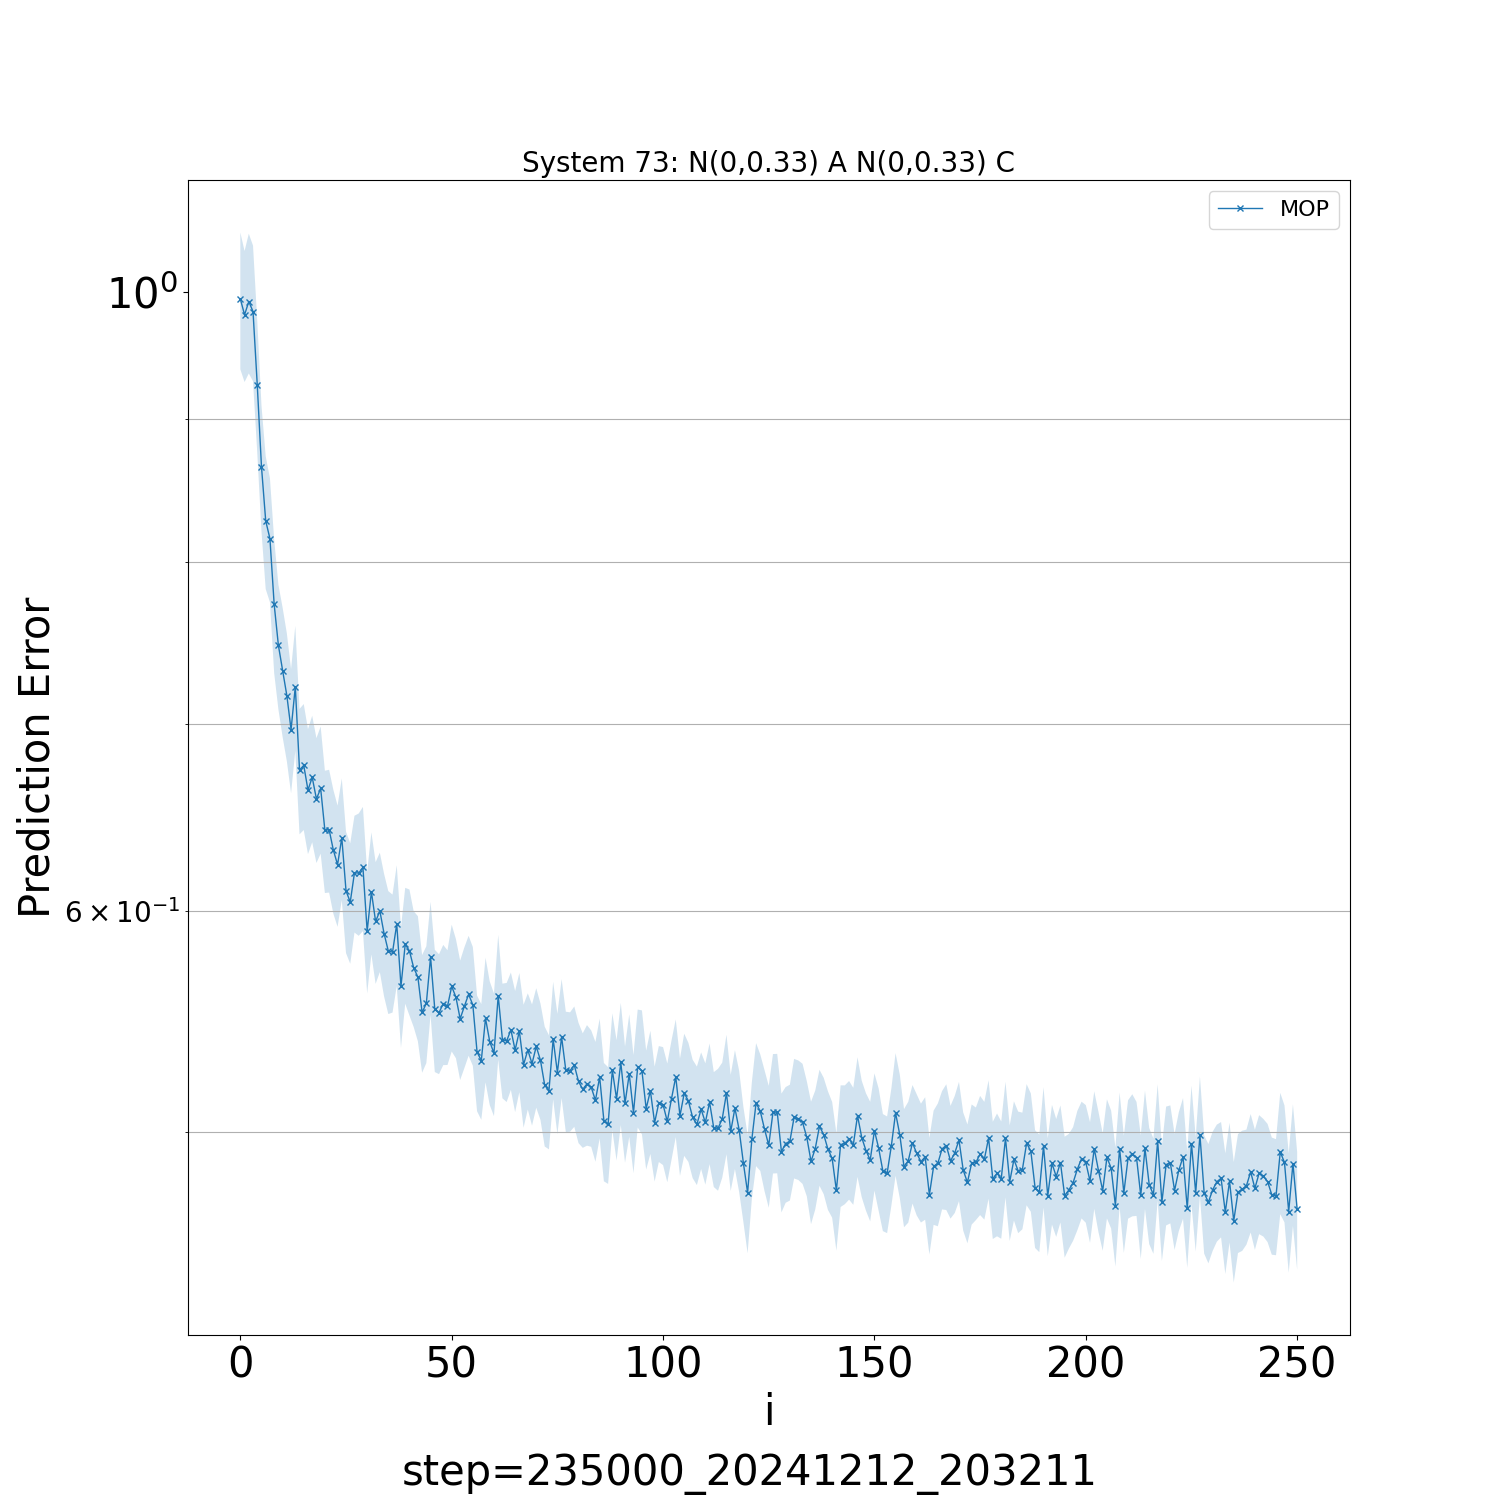 System 73: N(0,0.33) A N(0,0.33) C
MOP
10⁰
6 × 10⁻¹
Prediction Error
0 50 100 150 200 250
i
step=235000_20241212_203211